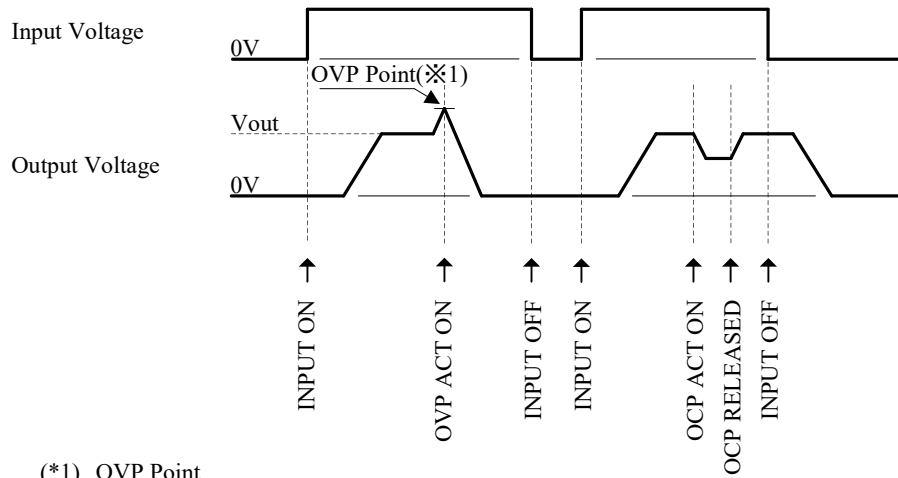 Input Voltage
0V
OVP Point(※1)
Vout
Output Voltage
0V
INPUT ON
OVP ACT ON
INPUT OFF
INPUT ON
OCP ACT ON
OCP RELEASED
INPUT OFF
(*1) OVP Point